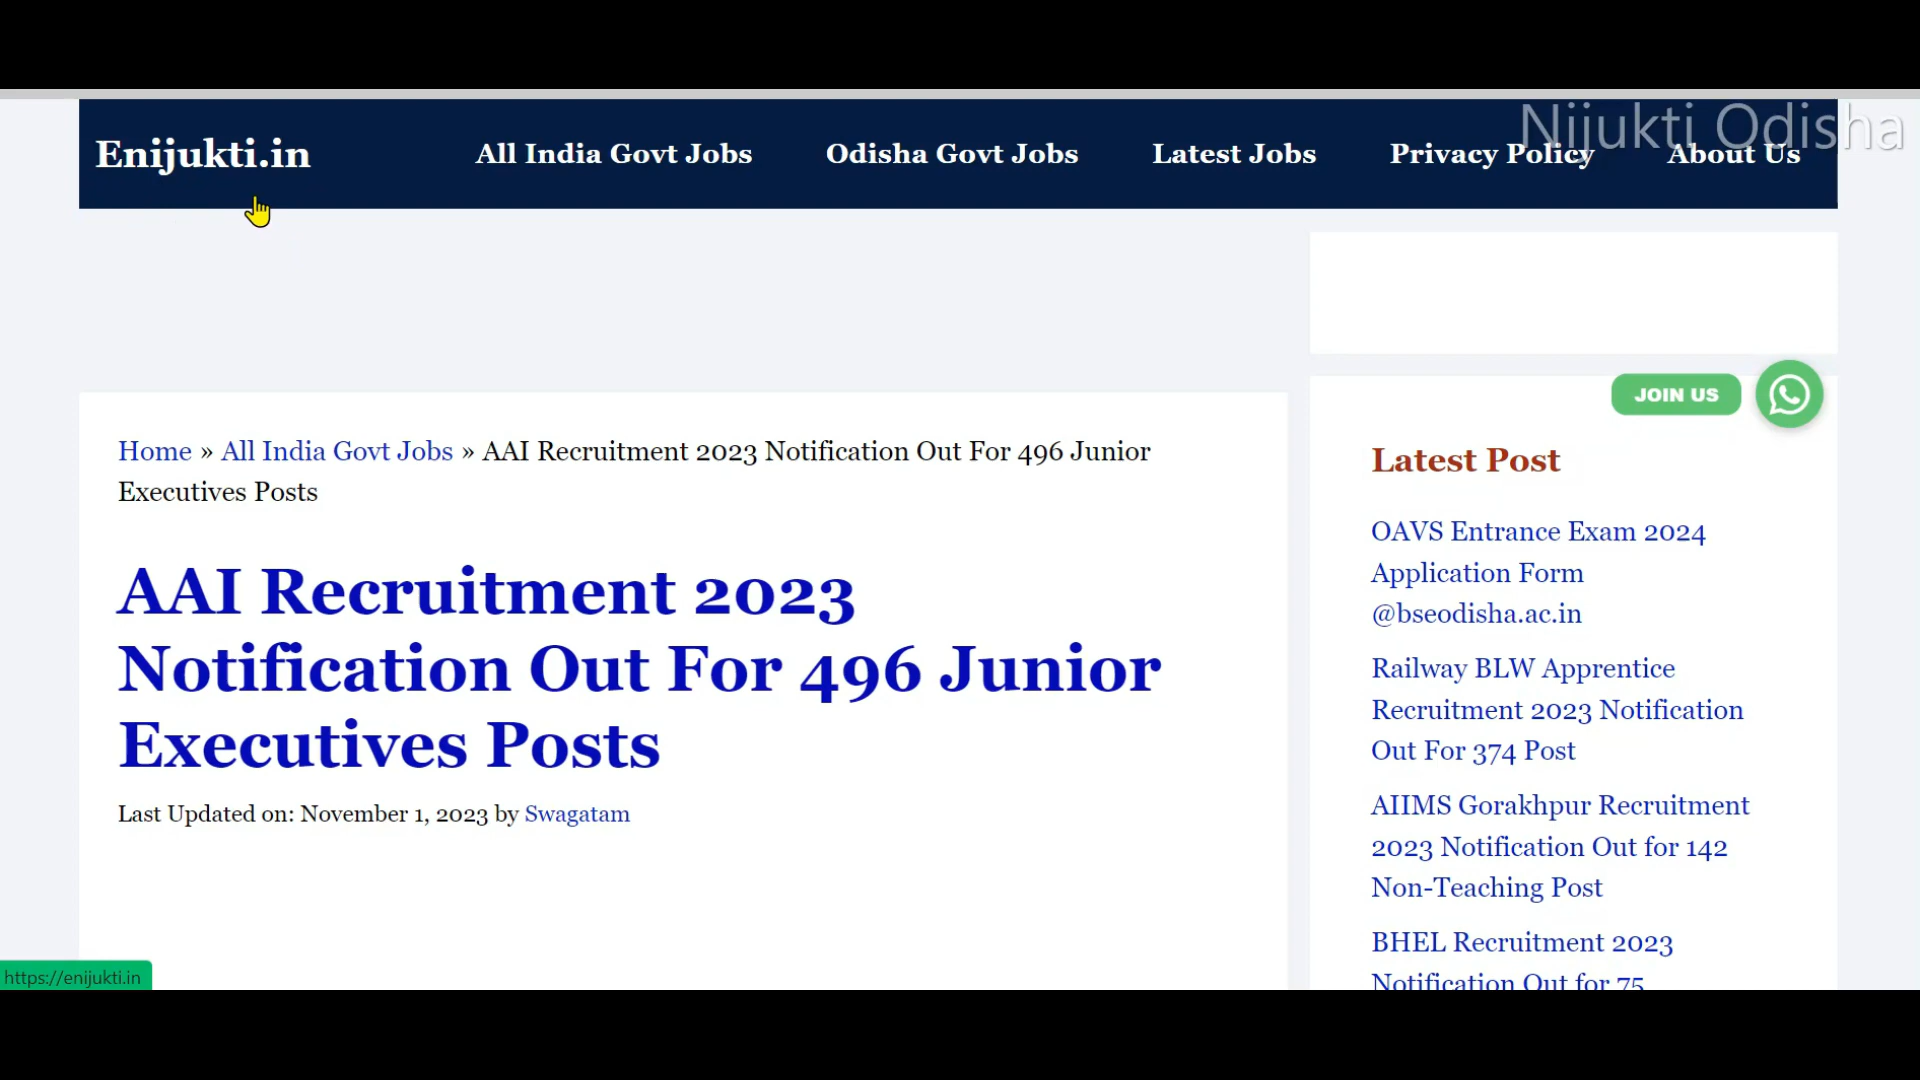 Nijukti Odisha
Enijukti.in
All India Govt Jobs
Odisha Govt Jobs
Latest Jobs
Privacy Policy
About Us
Home » All India Govt Jobs » AAI Recruitment 2023 Notification Out For 496 Junior
Executives Posts
AAI Recruitment 2023
Notification Out For 496 Junior
Executives Posts
Last Updated on: November 1, 2023 by Swagatam
JOIN US
Latest Post
OAVS Entrance Exam 2024
Application Form
@bseodisha.ac.in
Railway BLW Apprentice
Recruitment 2023 Notification
Out For 374 Post
AIIMS Gorakhpur Recruitment
2023 Notification Out for 142
Non-Teaching Post
BHEL Recruitment 2023
Notification Out for 75
https://enijukti.in